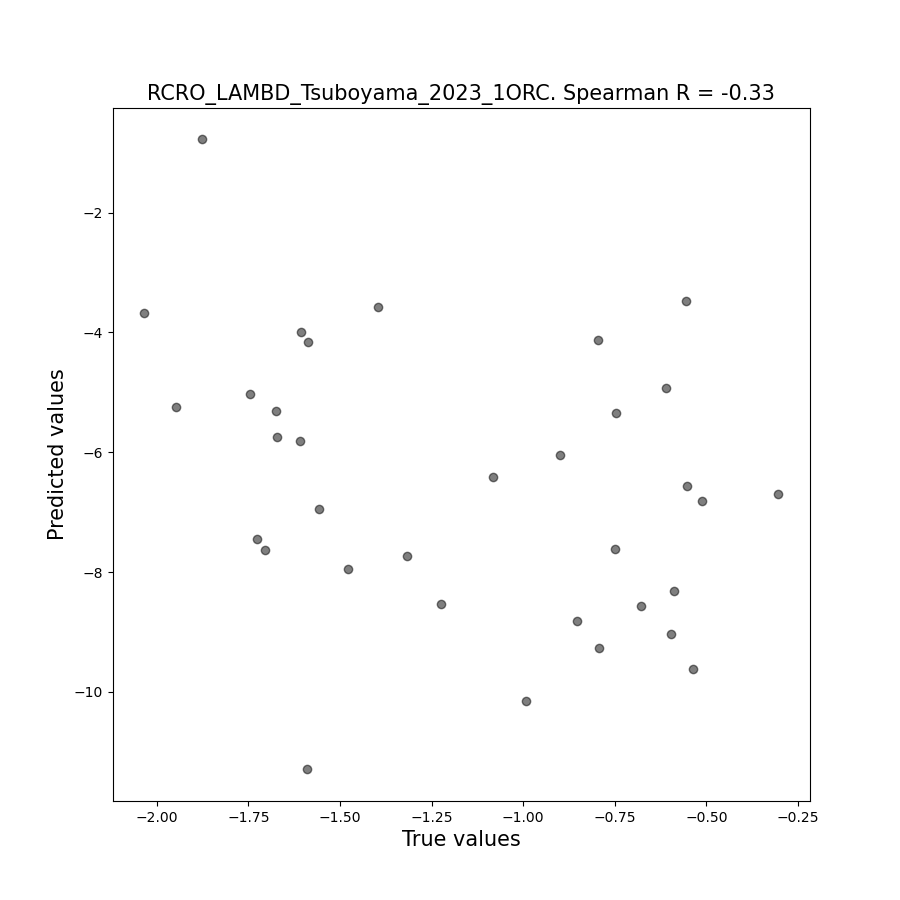 RCRO_LAMBD_Tsuboyama_2023_1ORC. Spearman R = -0.33
Predicted values
−2
−4
−6
−8
−10
−2.00 −1.75 −1.50 −1.25 −1.00 −0.75 −0.50 −0.25
True values